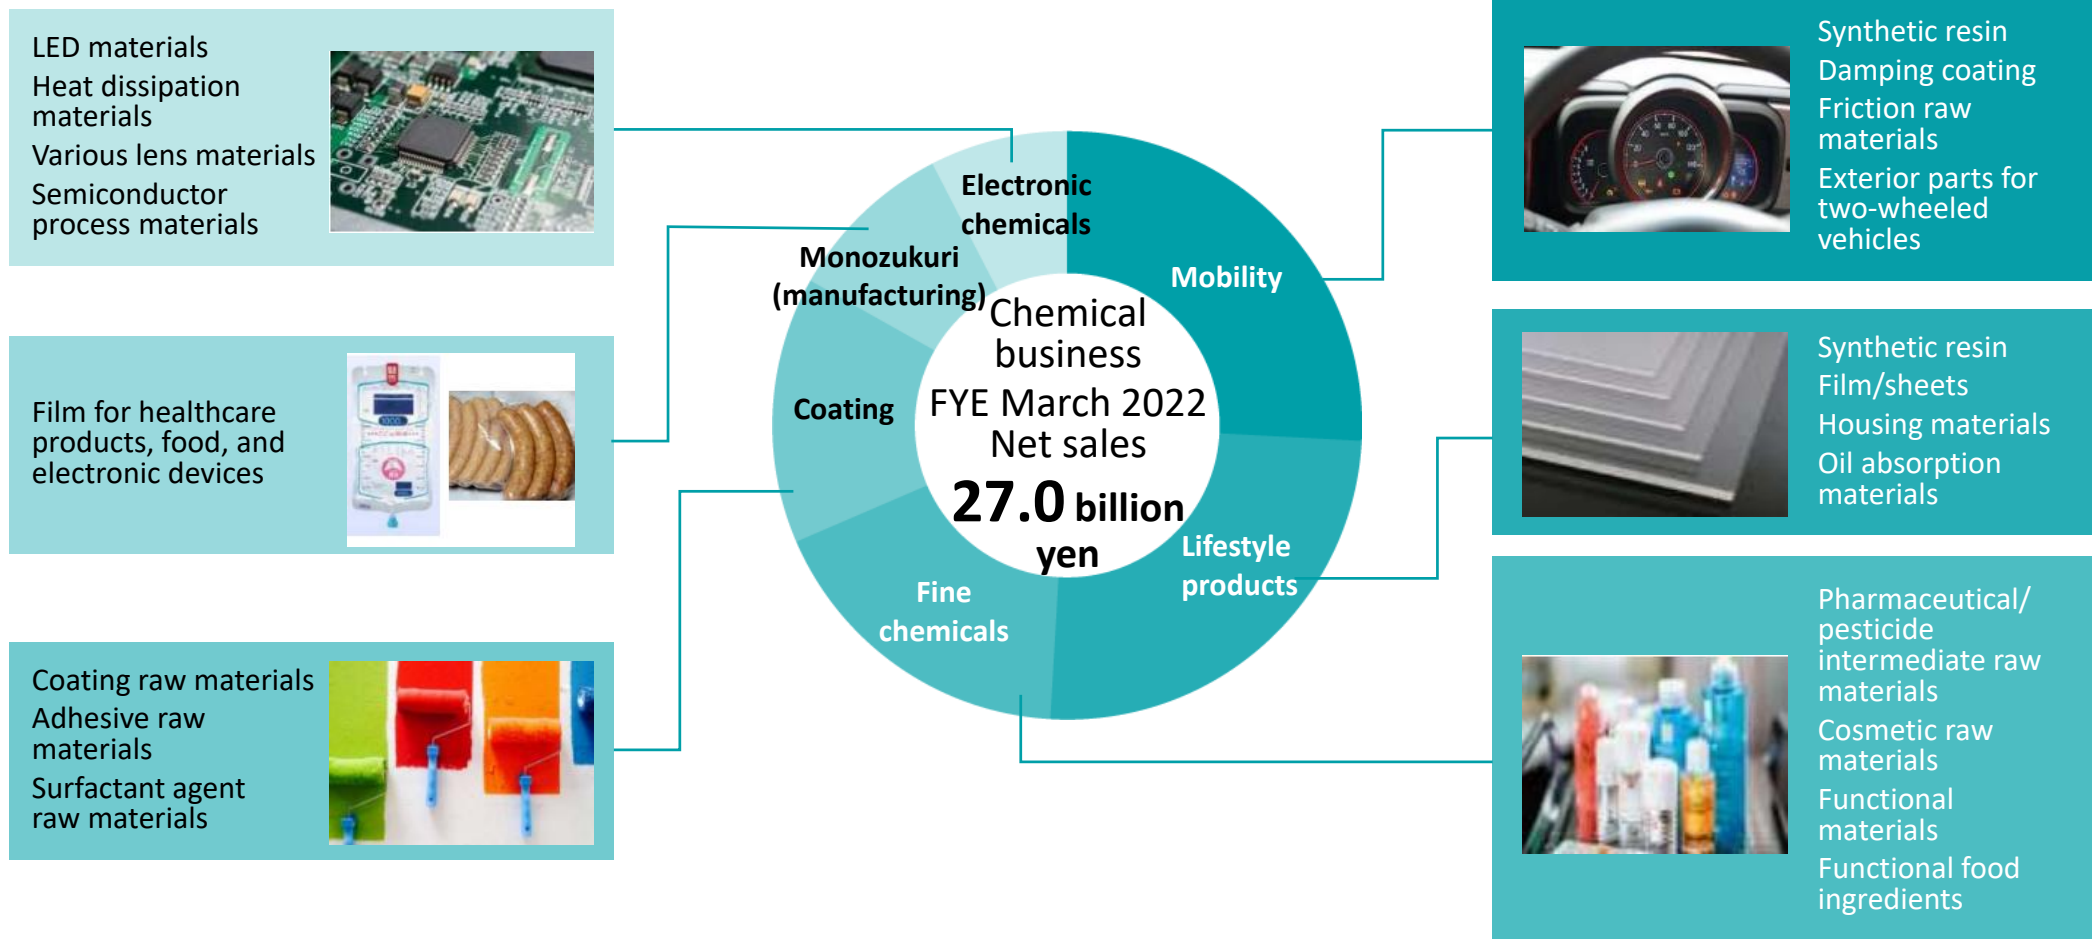 LED materials
Heat dissipation
materials
Various lens materials
Semiconductor
process materials
Film for healthcare
products, food, and
electronic devices
Coating raw materials
Adhesive raw
materials
Surfactant agent
raw materials
Electronic
chemicals
Monozukuri
(manufacturing)
Coating
Fine
chemicals
Mobility
Lifestyle
products
Chemical
business
FYE March 2022
Net sales
27.0 billion
yen
Synthetic resin
Damping coating
Friction raw
materials
Exterior parts for
two-wheeled
vehicles
Synthetic resin
Film/sheets
Housing materials
Oil absorption
materials
Pharmaceutical/
pesticide
intermediate raw
materials
Cosmetic raw
materials
Functional
materials
Functional food
ingredients